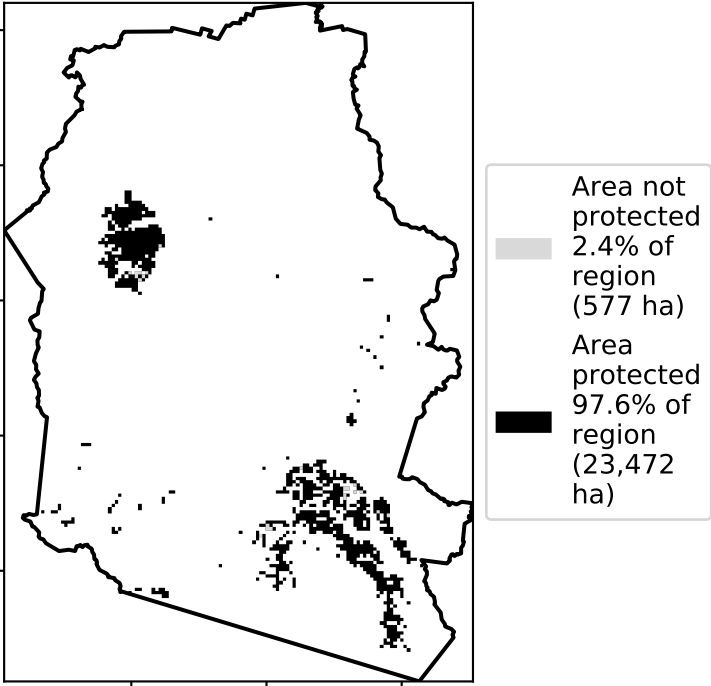 Area not
protected
2.4% of
region
(577 ha)
Area
protected
97.6% of
region
(23,472
ha)